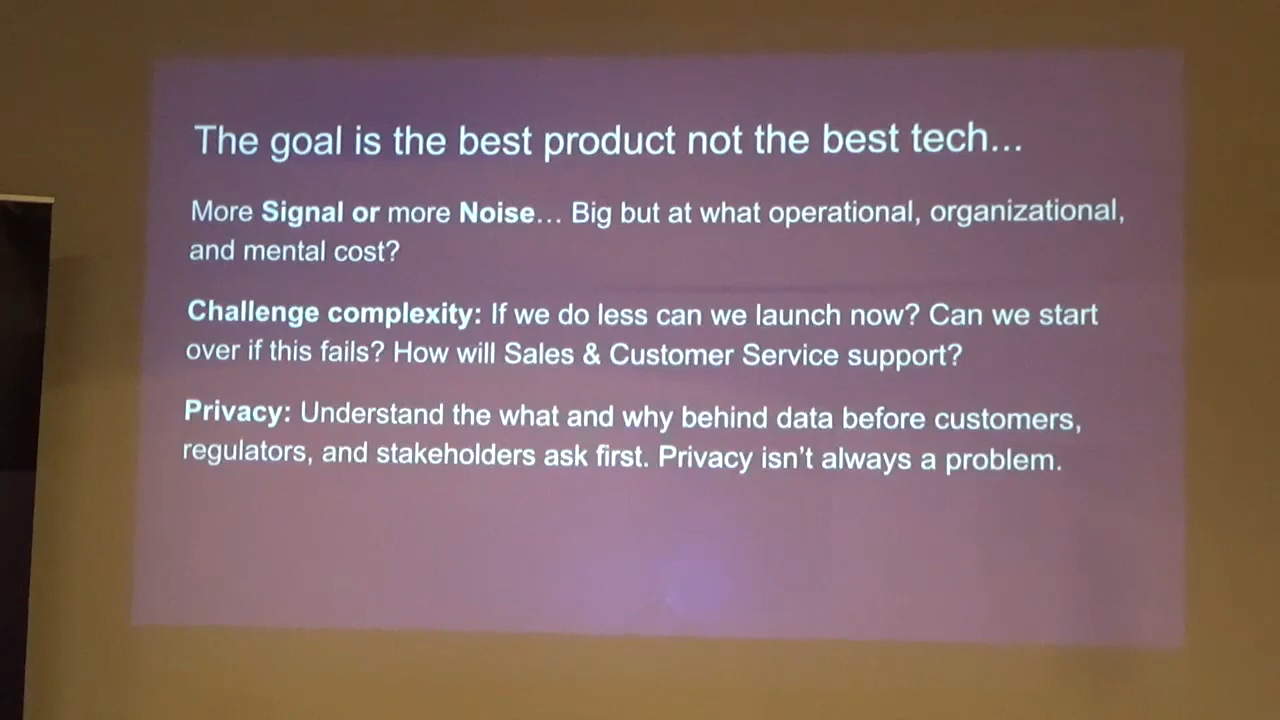 The goal is the best product not the best tech...
More Signal or more Noise... Big but at what operational, organizational,
and mental cost?
Challenge complexity: If we do less can we launch now? Can we start
over if this fails? How will Sales & Customer Service support?
Privacy: Understand the what and why behind data before customers,
regulators, and stakeholders ask first. Privacy isn’t always a problem.